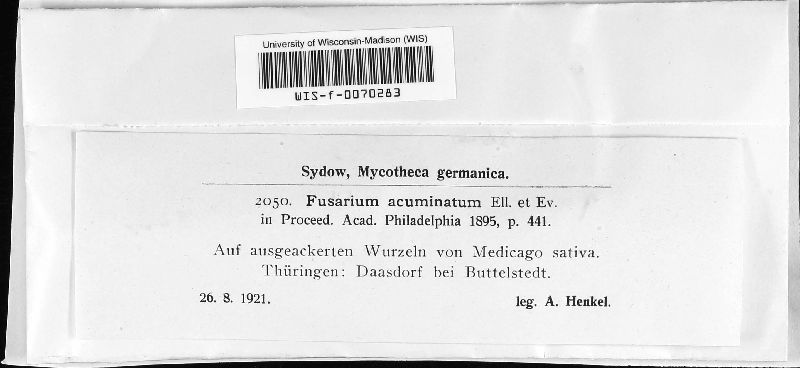 University of Wisconsin-Madison (WIS)
WIS-f-0070283
Sydow, Mycotheca germanica.
2050. Fusarium acuminatum Ell. et Ev.
in Proceed. Acad. Philadelphia 1895, p. 441.
Auf ausgeackerten Wurzeln von Medicago sativa.
Thüringen: Daasdorf bei Buttelstedt.
26. 8. 1921. leg. A. Henkel.